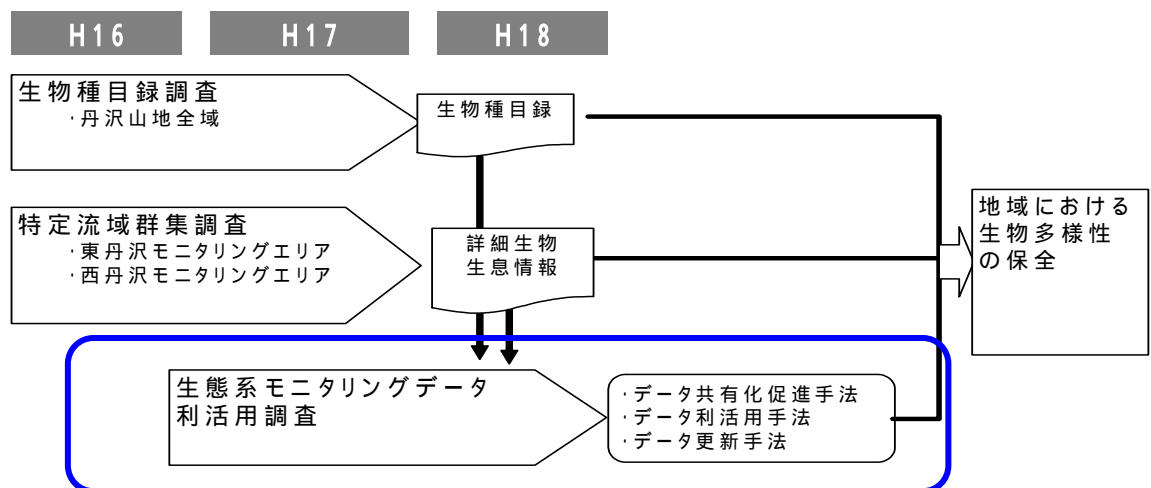 H16
H17
H18
生物種目録調査
・丹沢山地全域
生物種目録
特定流域群集調査
・東丹沢モニタリングエリア
・西丹沢モニタリングエリア
詳細生物
生息情報
地域における
生物多様性
の保全
生態系モニタリングデータ
利活用調査
・データ共有化促進手法
・データ利活用手法
・データ更新手法